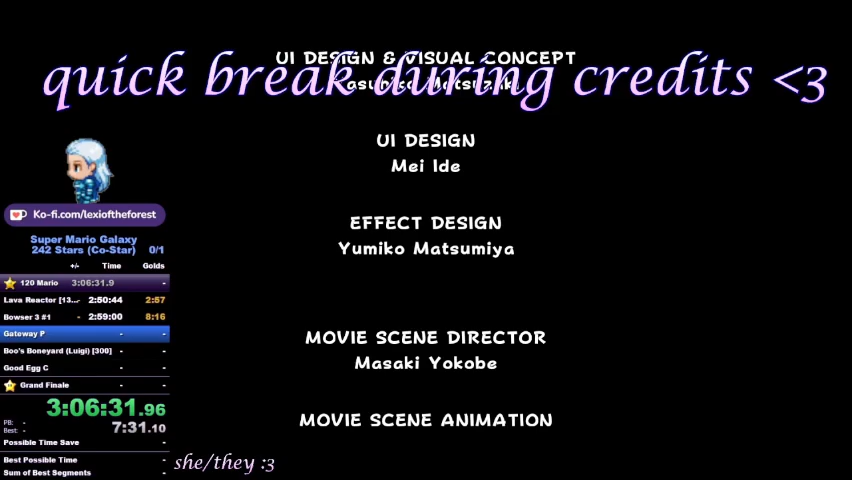 UI DESIGN & VISUAL CONCEPT
quick break during credits <3
UI DESIGN
Mei Ide
EFFECT DESIGN
Yumiko Matsumiya
MOVIE SCENE DIRECTOR
Masaki Yokobe
MOVIE SCENE ANIMATION
Ko-fi.com/lexioftheforest
Super Mario Galaxy
242 Stars (Co-Star) 0/1
+/- Time Golds
120 Mario 3:06:31.9 -
Lava Reactor [13...- 2:50:44 2:57
Bowser 3 #1 - 2:59:00 8:16
Gateway P - -
Boo's Boneyard (Luigi) [300] - -
Good Egg C - -
Grand Finale - -
3:06:31.96
PB: -
Best: - 7:31.10
Possible Time Save -
Best Possible Time -
Sum of Best Segments -
she/they :3